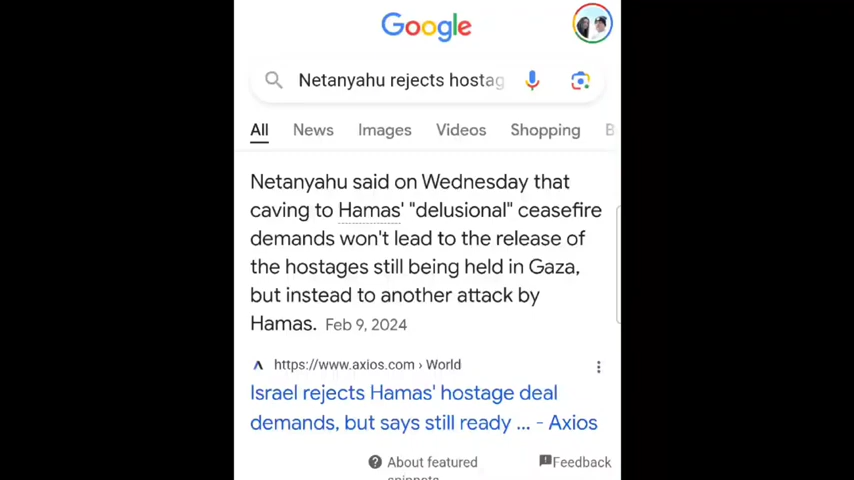 Google
Netanyahu rejects hostag
All News Images Videos Shopping B
Netanyahu said on Wednesday that
caving to Hamas' "delusional" ceasefire
demands won't lead to the release of
the hostages still being held in Gaza,
but instead to another attack by
Hamas. Feb 9, 2024
https://www.axios.com › World
Israel rejects Hamas' hostage deal
demands, but says still ready ... - Axios
About featured Feedback
snippets